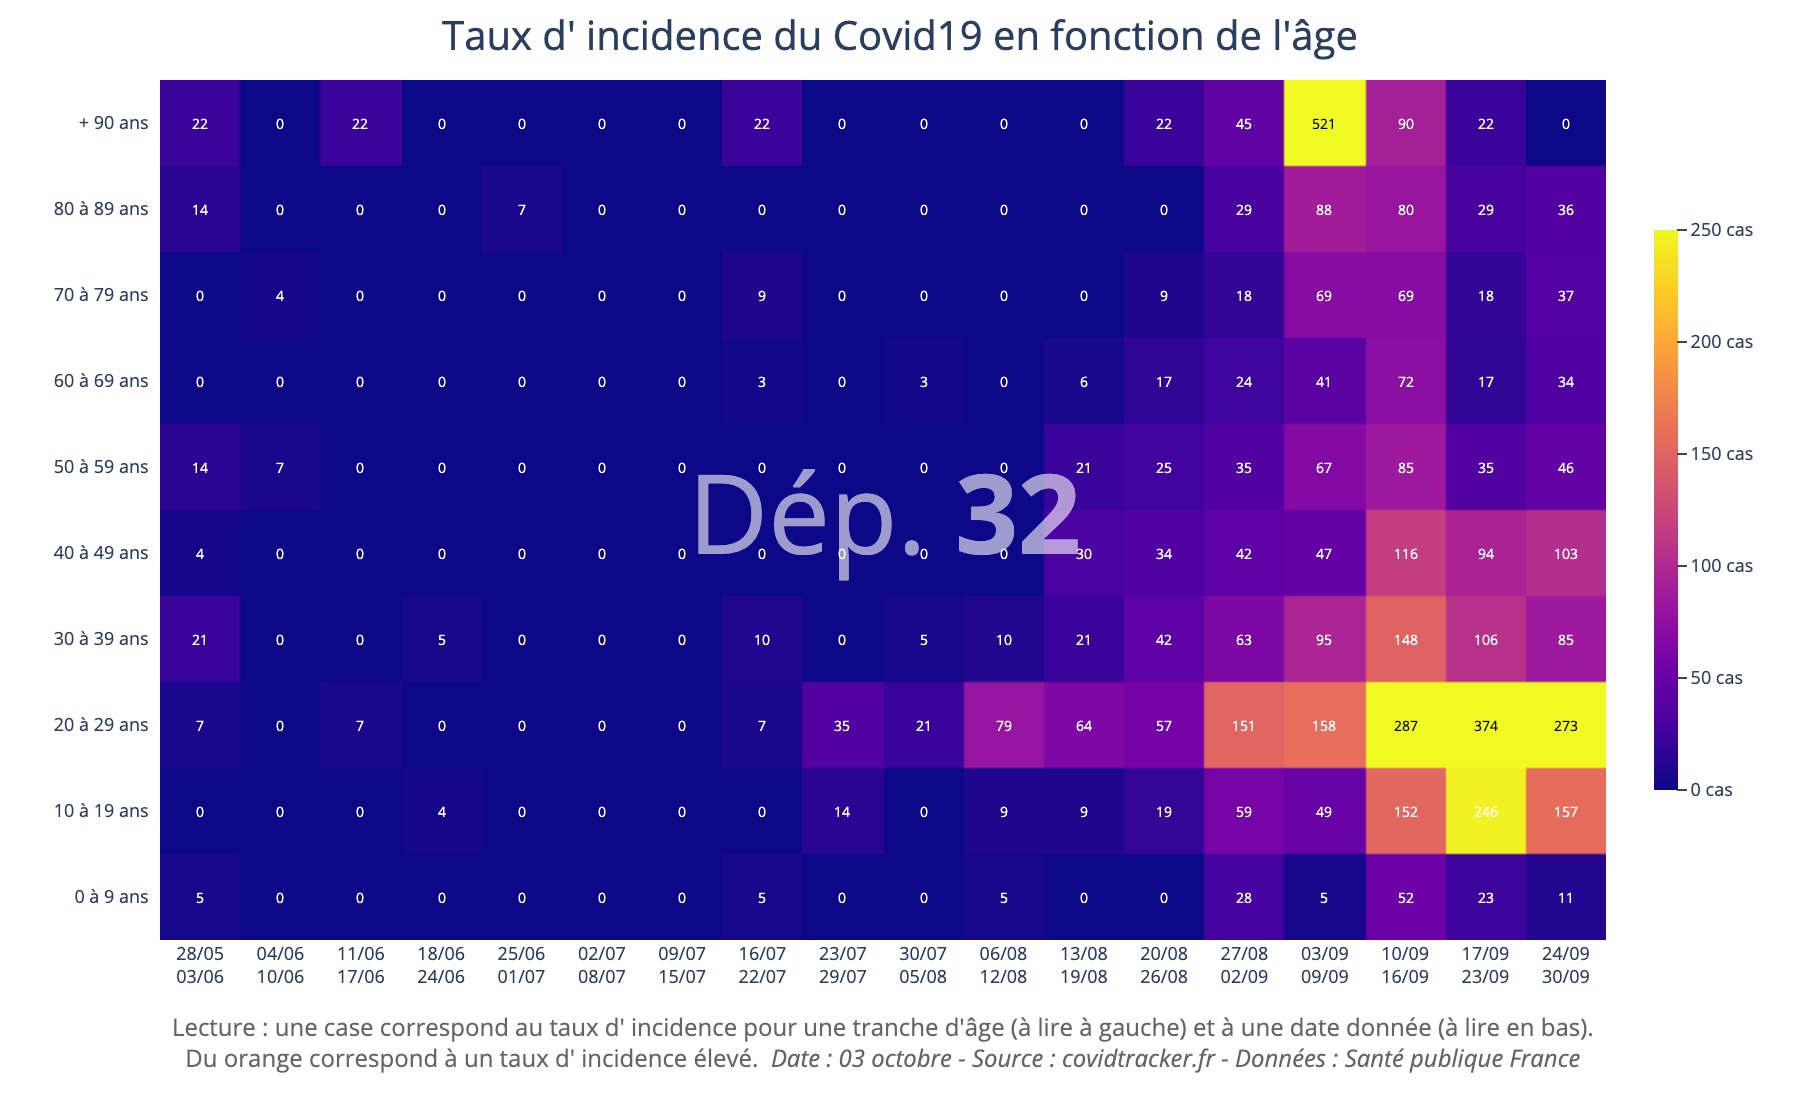 Taux d' incidence du Covid19 en fonction de l'âge
+ 90 ans 22 0 22 0 0 0 0 22 0 0 0 0 22 45 521 90 22 0
80 à 89 ans 14 0 0 0 7 0 0 0 0 0 0 0 0 29 88 80 29 36
70 à 79 ans 0 4 0 0 0 0 0 9 0 0 0 0 9 18 69 69 18 37
60 à 69 ans 0 0 0 0 0 0 0 3 0 3 0 6 17 24 41 72 17 34
50 à 59 ans 14 7 0 0 0 0 0 0 0 0 0 21 25 35 67 85 35 46
Dép. 32
40 à 49 ans 4 0 0 0 0 0 0 0 0 0 0 30 34 42 47 116 94 103
30 à 39 ans 21 0 0 5 0 0 0 10 0 5 10 21 42 63 95 148 106 85
20 à 29 ans 7 0 7 0 0 0 0 7 35 21 79 64 57 151 158 287 374 273
10 à 19 ans 0 0 0 4 0 0 0 0 14 0 9 9 19 59 49 152 246 157
0 à 9 ans 5 0 0 0 0 0 0 5 0 0 5 0 0 28 5 52 23 11
28/05 04/06 11/06 18/06 25/06 02/07 09/07 16/07 23/07 30/07 06/08 13/08 20/08 27/08 03/09 10/09 17/09 24/09
03/06 10/06 17/06 24/06 01/07 08/07 15/07 22/07 29/07 05/08 12/08 19/08 26/08 02/09 09/09 16/09 23/09 30/09
250 cas
200 cas
150 cas
100 cas
50 cas
0 cas
Lecture : une case correspond au taux d' incidence pour une tranche d'âge (à lire à gauche) et à une date donnée (à lire en bas).
Du orange correspond à un taux d' incidence élevé. Date : 03 octobre - Source : covidtracker.fr - Données : Santé publique France